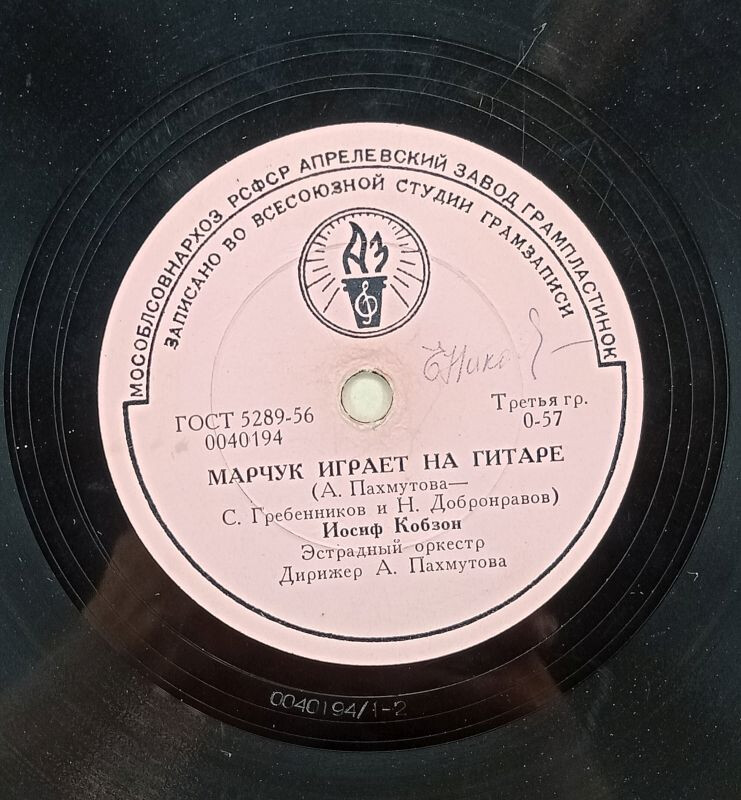 МОСОБЛСОВНАРХОЗ РСФСР АПРЕЛЕВСКИЙ ЗАВОД ГРАМПЛАСТИНОК
ЗАПИСАНО ВО ВСЕСОЮЗНОЙ СТУДИИ ГРАМЗАПИСИ
АЗ
ГОСТ 5289-56
0040194
Третья гр.
0-57
МАРЧУК ИГРАЕТ НА ГИТАРЕ
(А. Пахмутова—
С. Гребенников и Н. Добронравов)
Иосиф Кобзон
Эстрадный оркестр
Дирижер А. Пахмутова
0040194/1-2